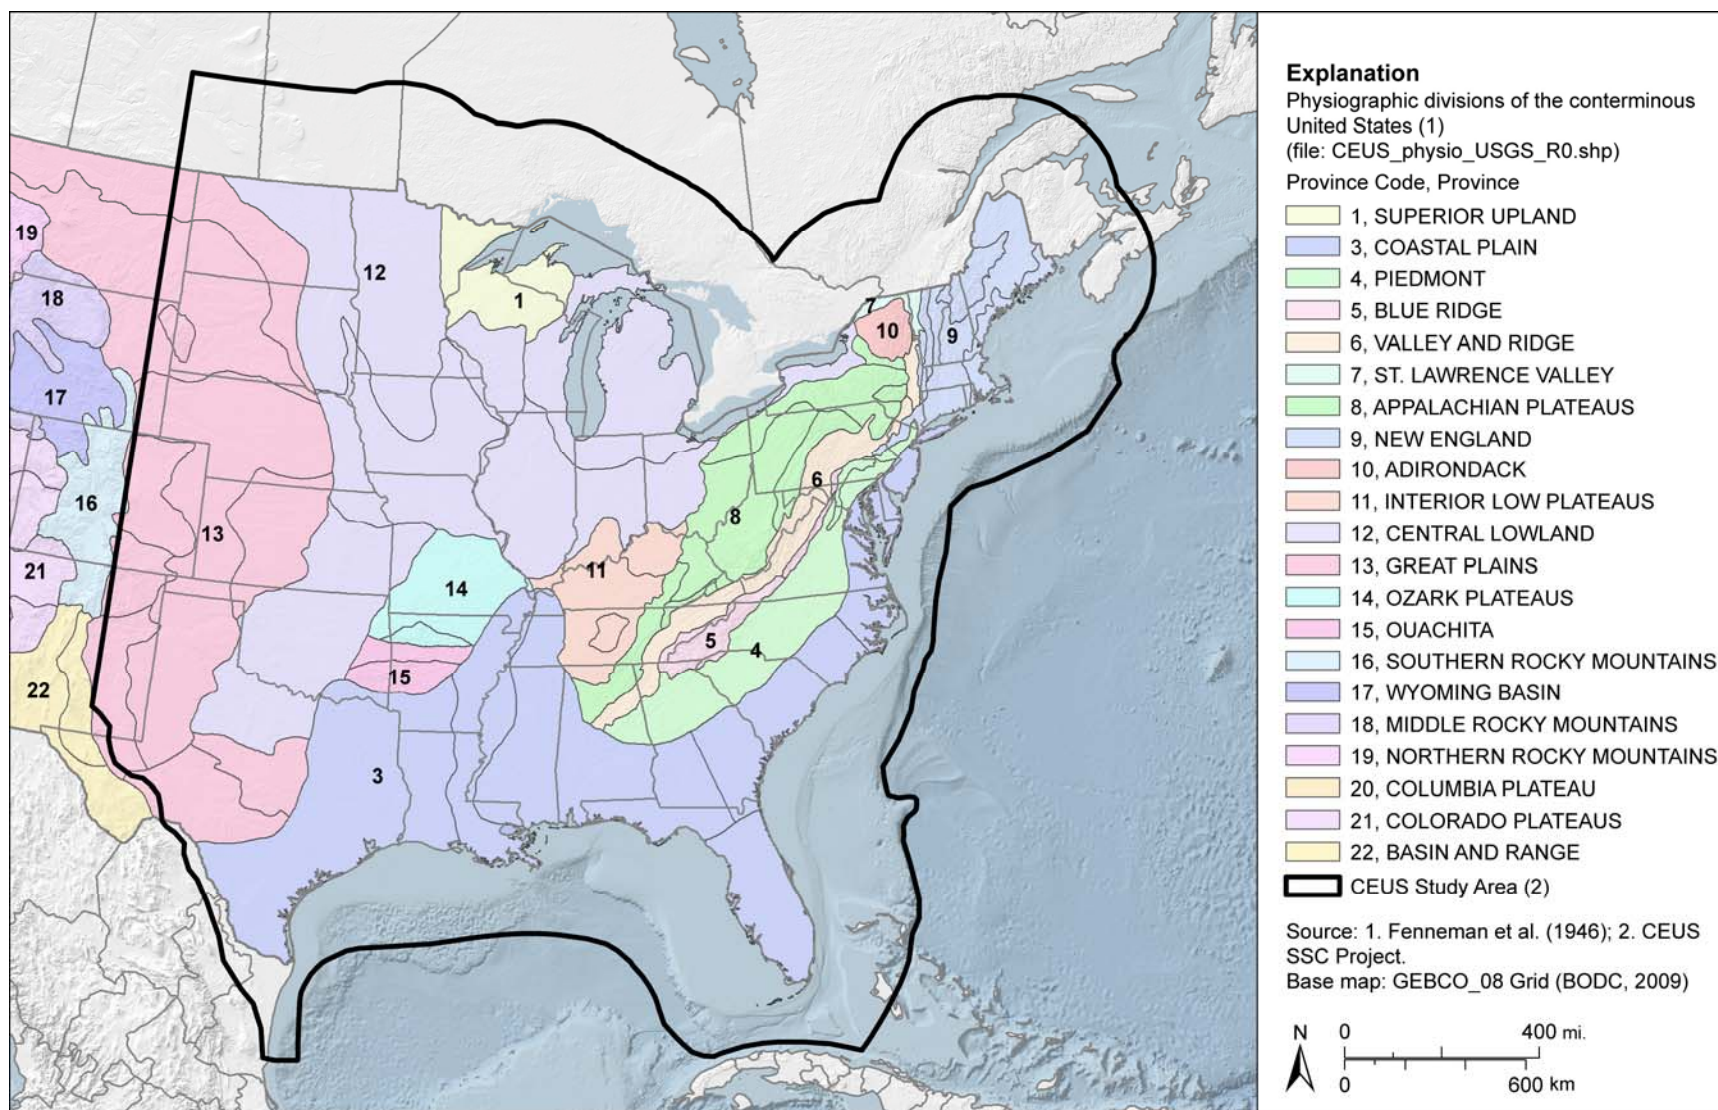 19
18
17
16
21
22
13
12
1
14
15
3
11
8
6
5
4
7
10
9
Explanation
Physiographic divisions of the conterminous
United States (1)
(file: CEUS_physio_USGS_R0.shp)
Province Code, Province
1, SUPERIOR UPLAND
3, COASTAL PLAIN
4, PIEDMONT
5, BLUE RIDGE
6, VALLEY AND RIDGE
7, ST. LAWRENCE VALLEY
8, APPALACHIAN PLATEAUS
9, NEW ENGLAND
10, ADIRONDACK
11, INTERIOR LOW PLATEAUS
12, CENTRAL LOWLAND
13, GREAT PLAINS
14, OZARK PLATEAUS
15, OUACHITA
16, SOUTHERN ROCKY MOUNTAINS
17, WYOMING BASIN
18, MIDDLE ROCKY MOUNTAINS
19, NORTHERN ROCKY MOUNTAINS
20, COLUMBIA PLATEAU
21, COLORADO PLATEAUS
22, BASIN AND RANGE
CEUS Study Area (2)
Source: 1. Fenneman et al. (1946); 2. CEUS
SSC Project.
Base map: GEBCO_08 Grid (BODC, 2009)
N 0 400 mi.
0 600 km